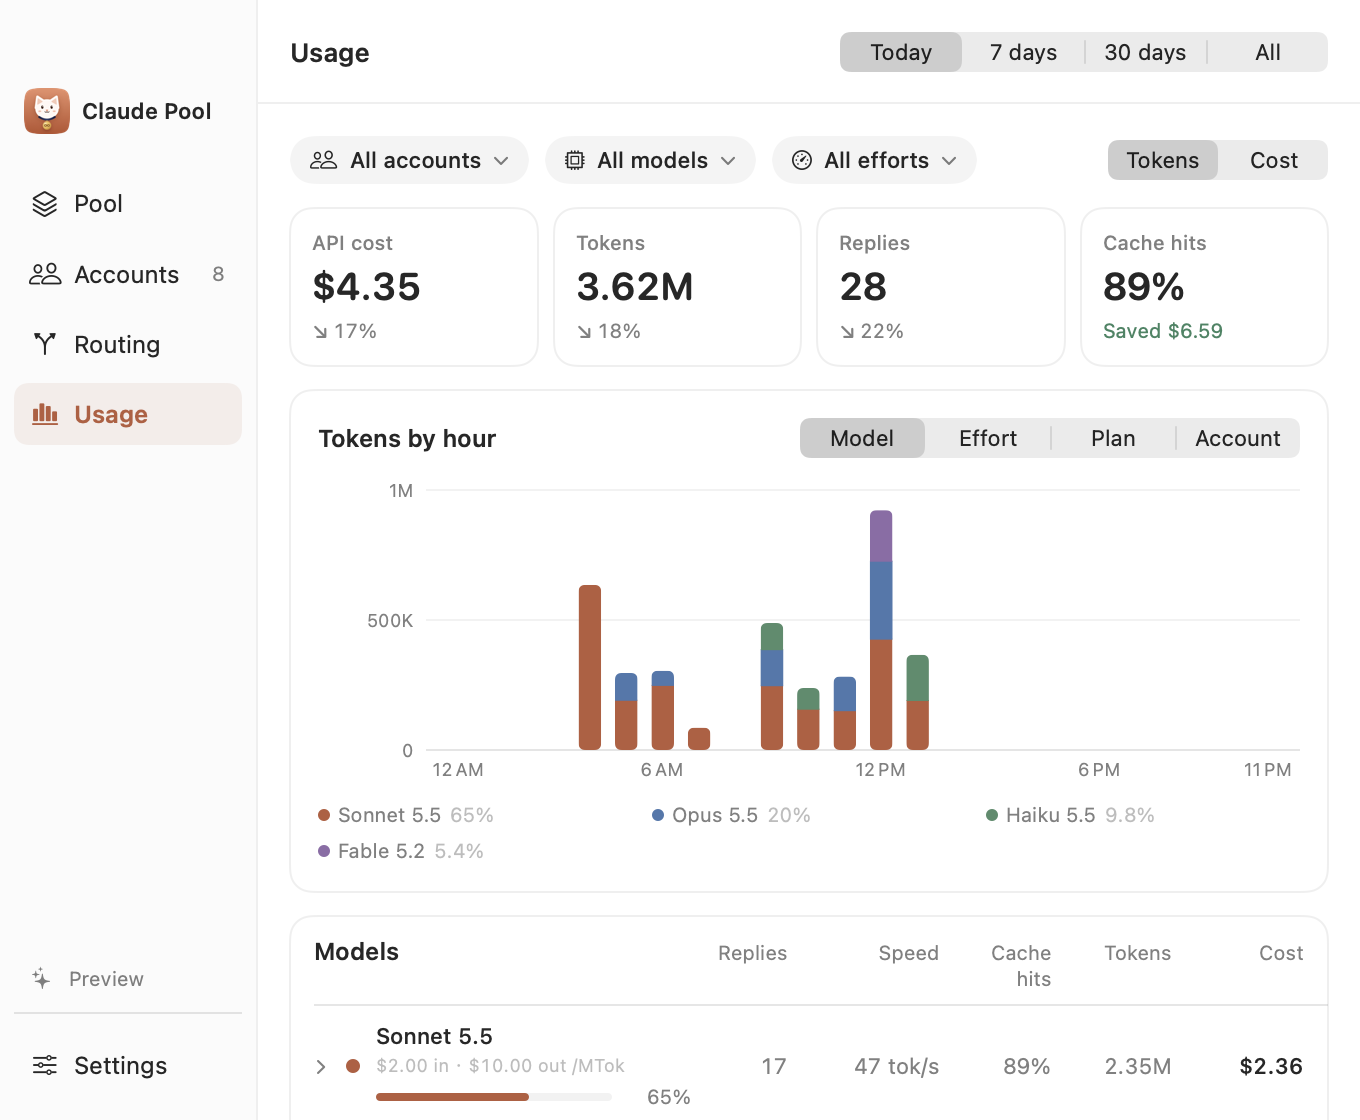 Usage
Today 7 days 30 days All
Claude Pool
Pool
Accounts 8
Routing
Usage
Preview
Settings
All accounts All models All efforts Tokens Cost
API cost
$4.35
↘ 17%
Tokens
3.62M
↘ 18%
Replies
28
↘ 22%
Cache hits
89%
Saved $6.59
Tokens by hour Model Effort Plan Account
1M
500K
0
12 AM 6 AM 12 PM 6 PM 11 PM
Sonnet 5.5 65% Opus 5.5 20% Haiku 5.5 9.8%
Fable 5.2 5.4%
Models Replies Speed Cache hits Tokens Cost
Sonnet 5.5
$2.00 in · $10.00 out /MTok
17 47 tok/s 89% 2.35M $2.36
65%